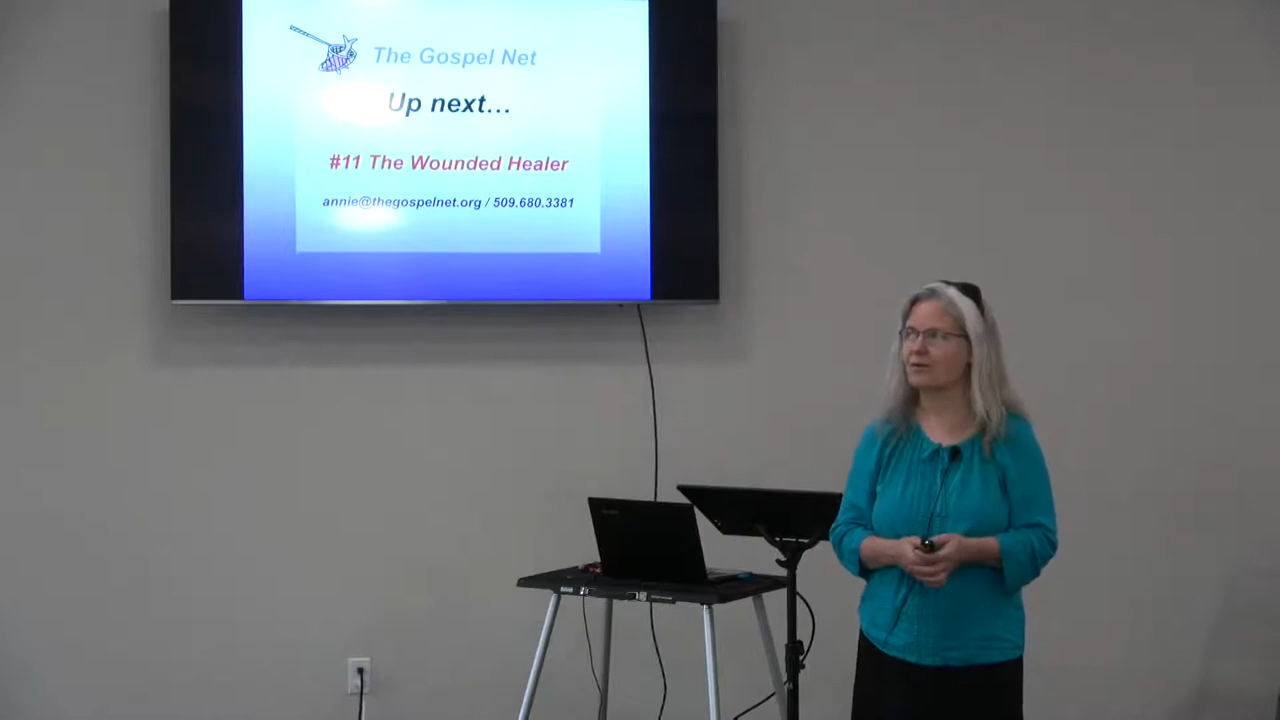 The Gospel Net
Up next...
#11 The Wounded Healer
annie@thegospelnet.org / 509.680.3381